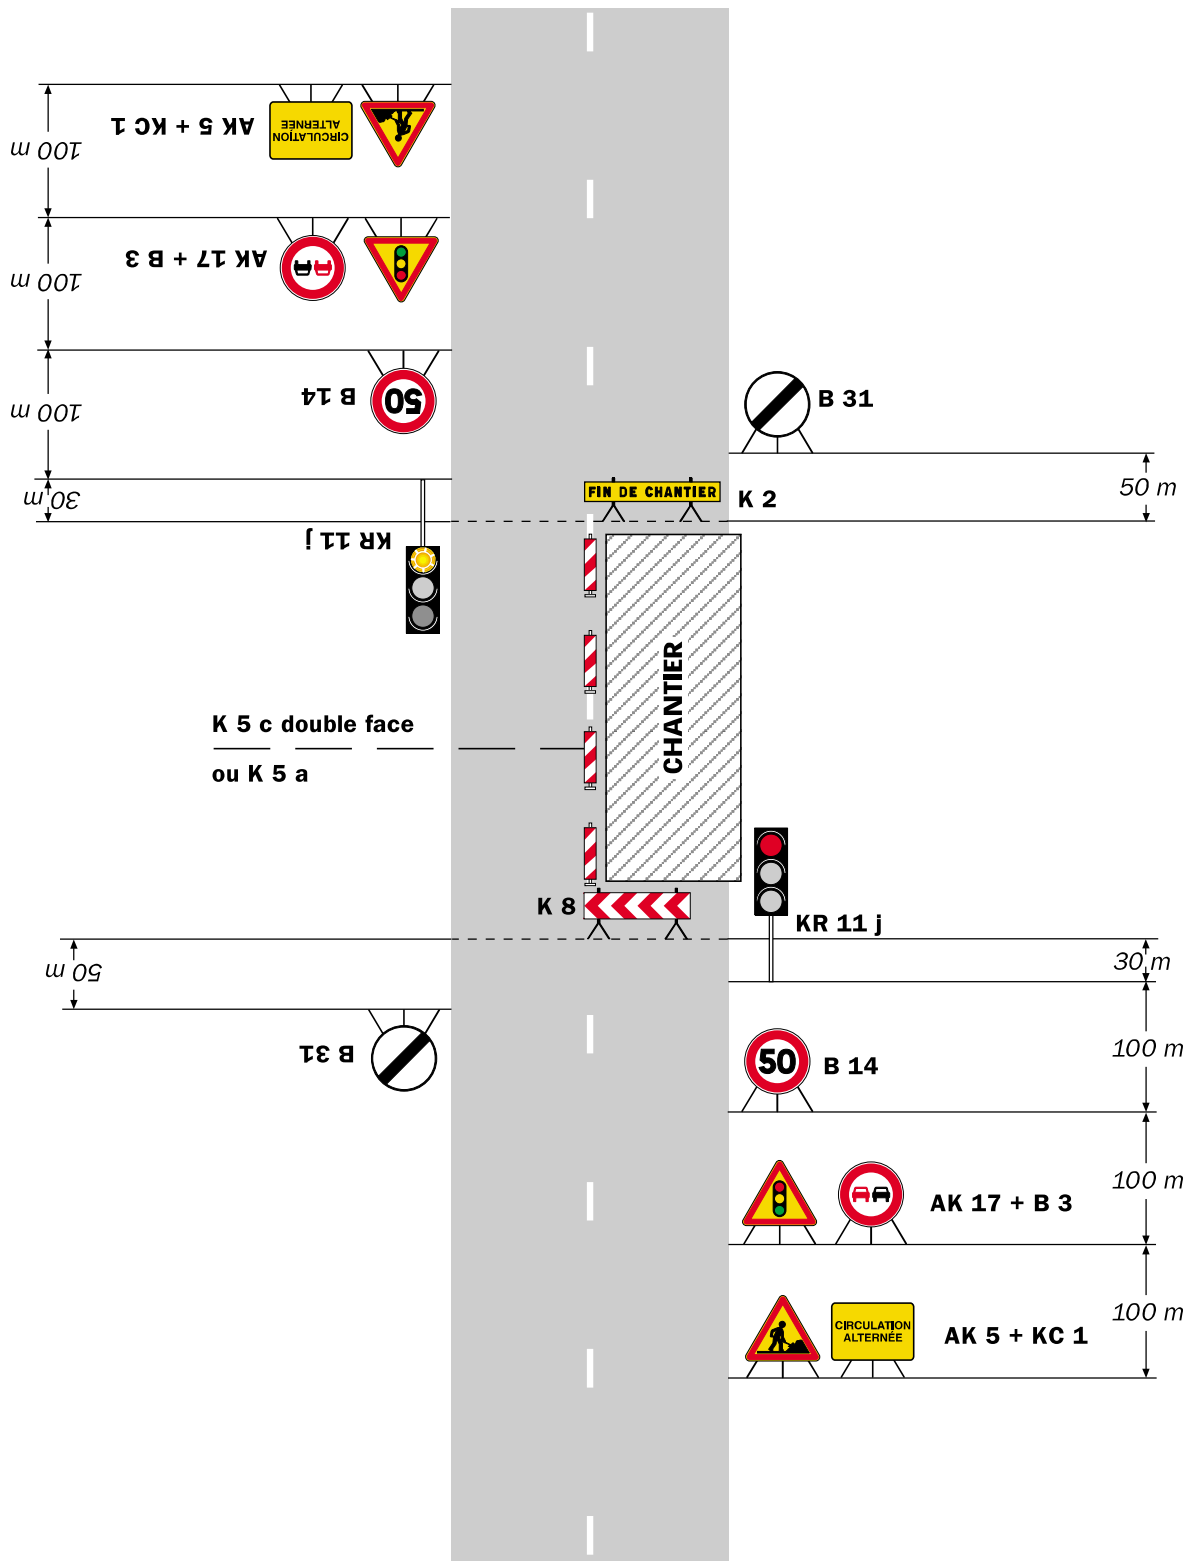 AK 5 + KC 1
CIRCULATION
ALTERNÉE
100 m
AK 17 + B 3
100 m
B 14
50
100 m
B 31
50 m
30 m
FIN DE CHANTIER
K 2
KR 11 j
CHANTIER
K 5 c double face
ou K 5 a
K 8
KR 11 j
50 m
30 m
B 31
50
B 14
100 m
AK 17 + B 3
100 m
CIRCULATION
ALTERNÉE
AK 5 + KC 1
100 m